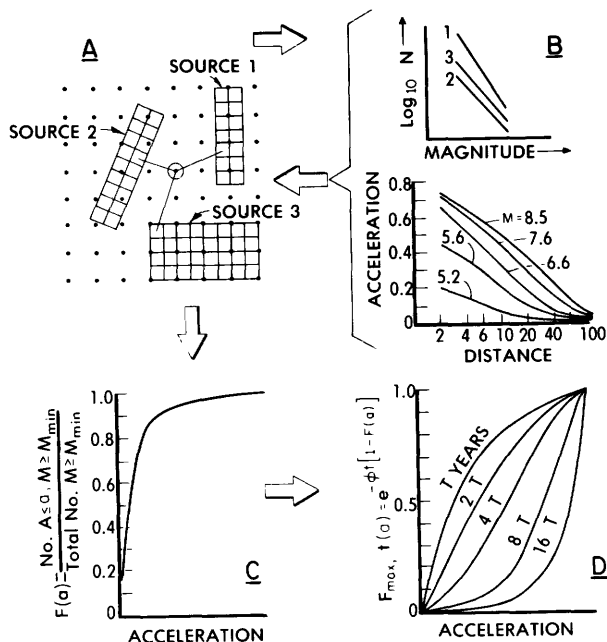 A
SOURCE 1
SOURCE 2
SOURCE 3
B
Log10 N
1
3
2
MAGNITUDE
ACCELERATION
0.8
0.6
0.4
0.2
0
M=8.5
7.6
6.6
5.6
5.2
2 4 6 10 20 40 100
DISTANCE
F(a)= No. A≤a, M≥Mmin / Total No. M≥Mmin
1.0
0.8
0.6
0.4
0.2
0
C
ACCELERATION
Fmax, t(a)=e^-φt[1-F(a)]
1.0
0.5
0
T YEARS
2 T
4 T
8 T
16 T
D
ACCELERATION